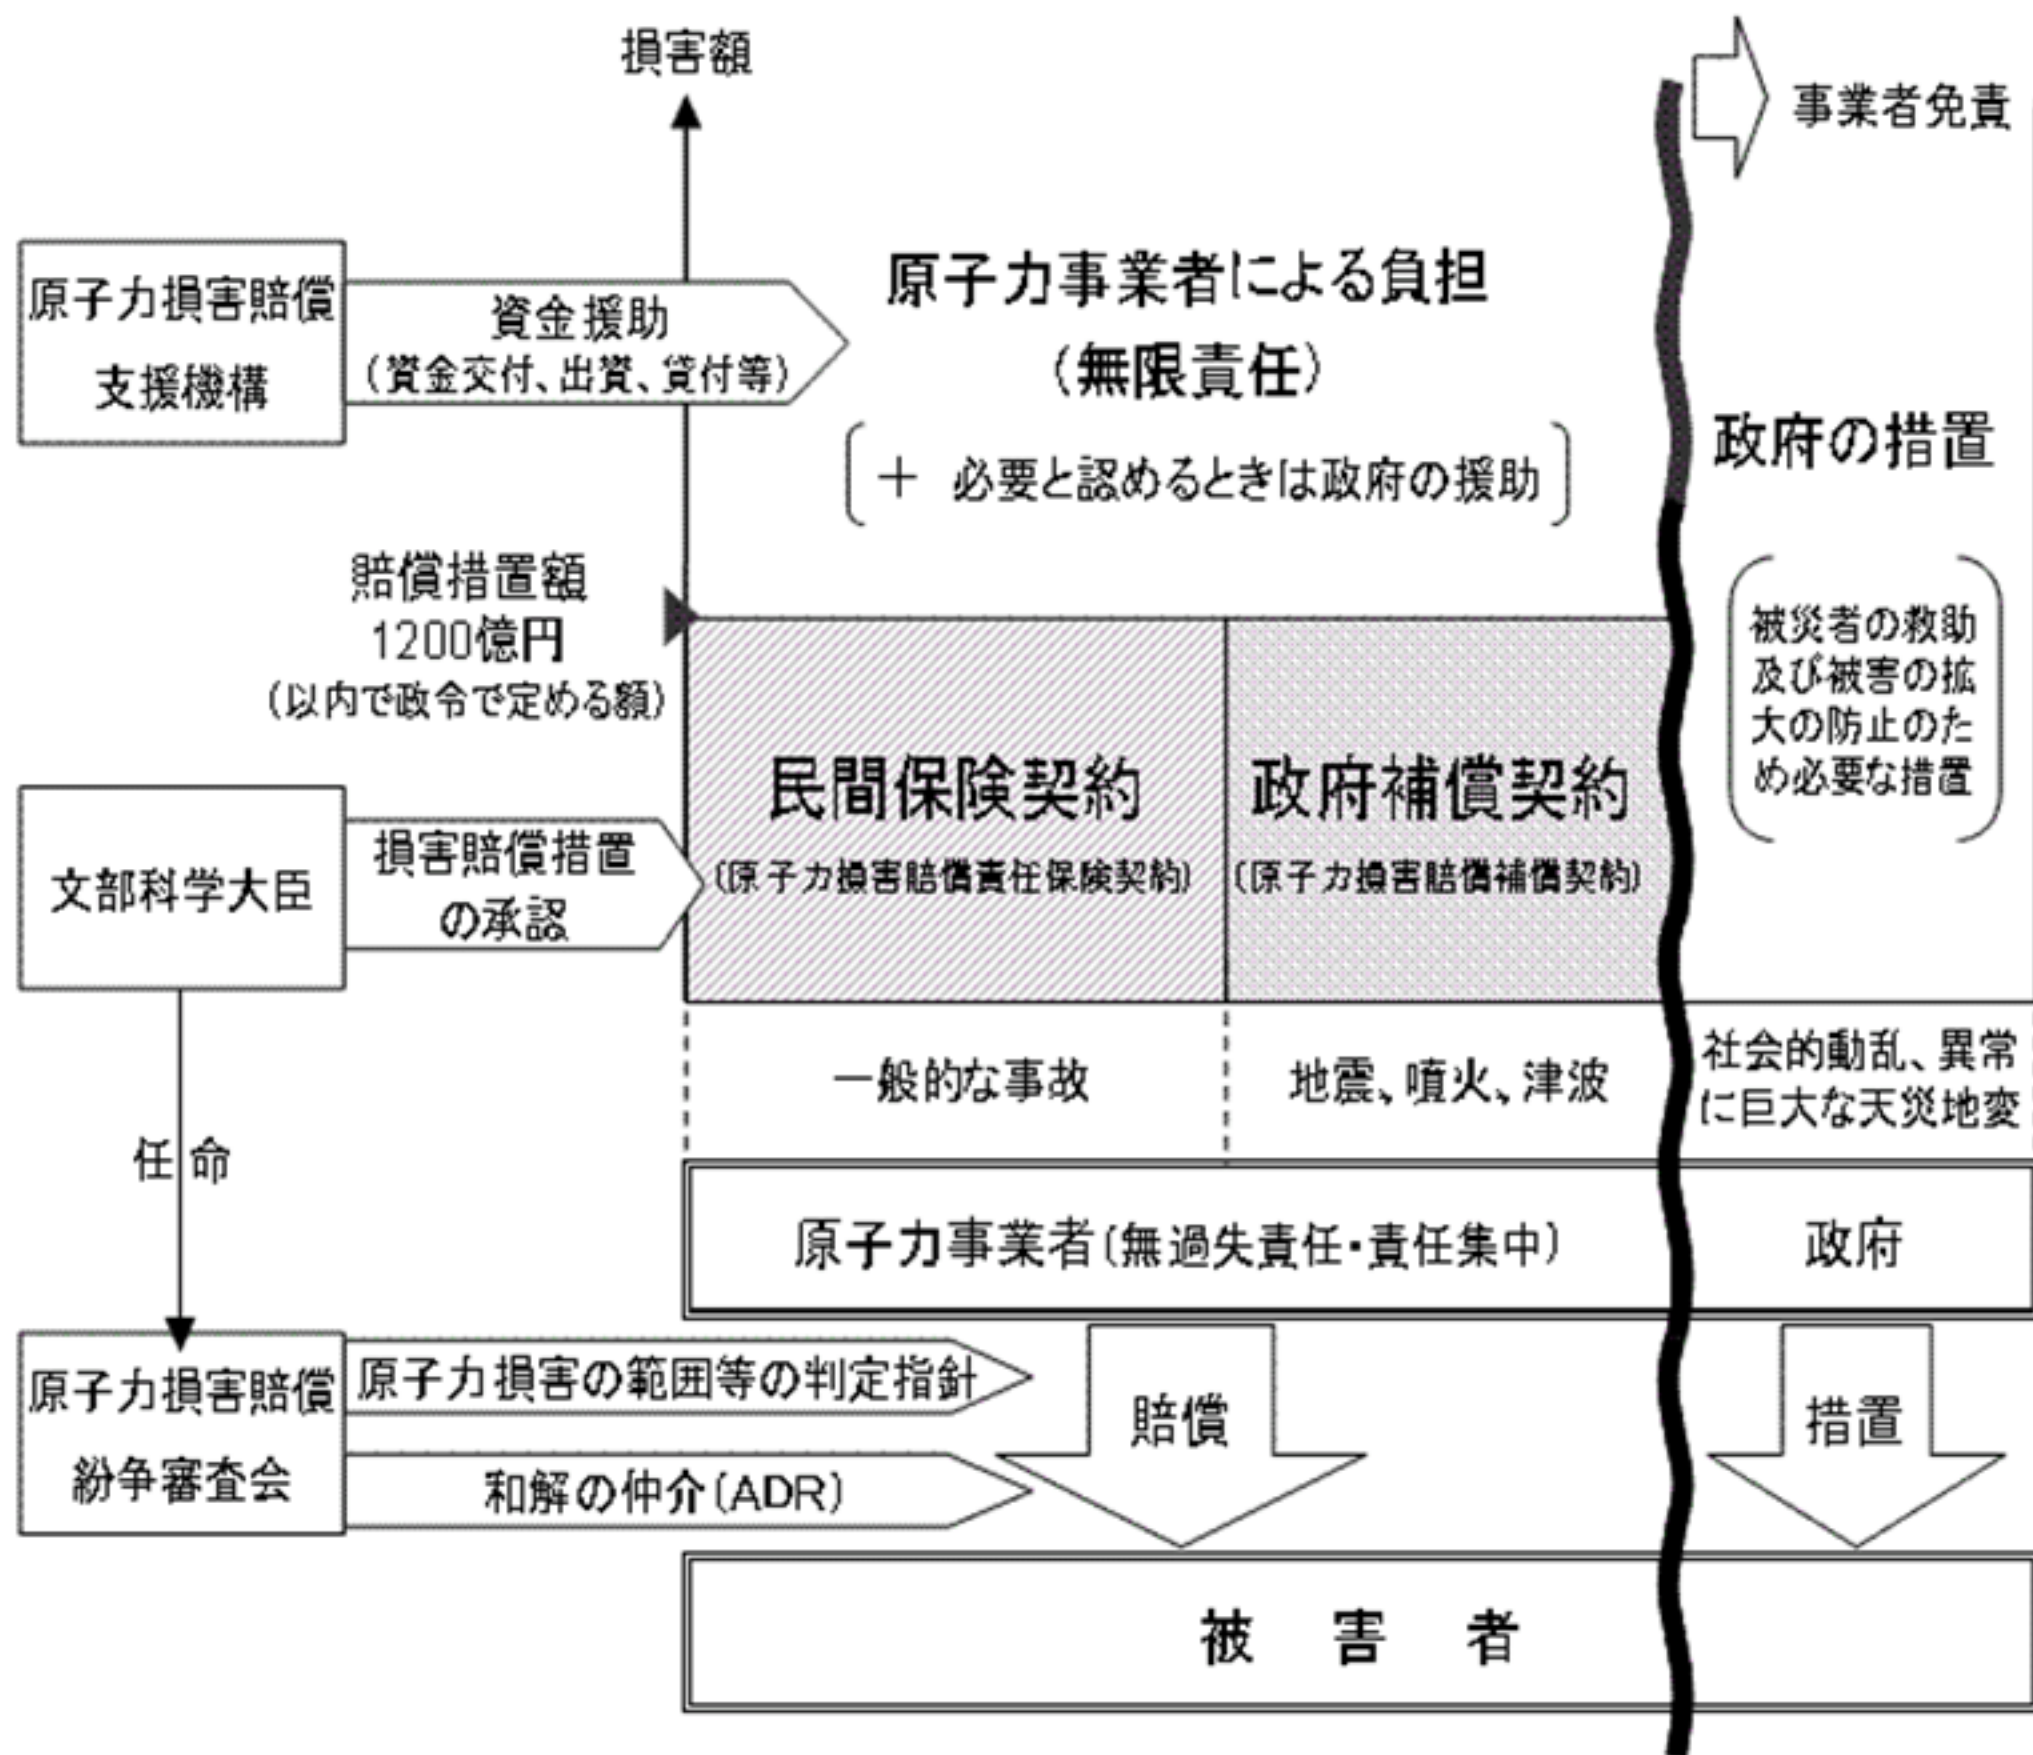 損害額
事業者免責
原子力損害賠償
支援機構
資金援助
(資金交付、出資、貸付等)
原子力事業者による負担
(無限責任)
＋ 必要と認めるときは政府の援助
政府の措置
賠償措置額
1200億円
(以内で政令で定める額)
被災者の救助
及び被害の拡
大の防止のた
め必要な措置
民間保険契約
(原子力損害賠償責任保険契約)
政府補償契約
(原子力損害賠償補償契約)
文部科学大臣
損害賠償措置
の承認
一般的な事故
地震、噴火、津波
社会的動乱、異常
に巨大な天災地変
任命
原子力事業者(無過失責任・責任集中)
政府
原子力損害賠償
紛争審査会
原子力損害の範囲等の判定指針
和解の仲介(ADR)
賠償
措置
被害者